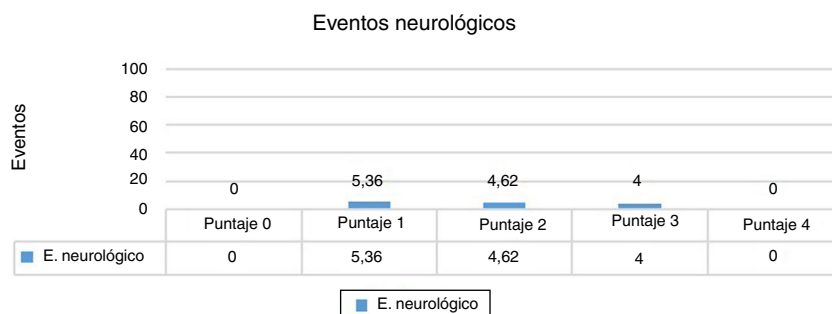 Eventos neurológicos
Eventos
100
80
60
40
20
0
0 5,36 4,62 4 0
Puntaje 0 Puntaje 1 Puntaje 2 Puntaje 3 Puntaje 4
E. neurológico 0 5,36 4,62 4 0
E. neurológico